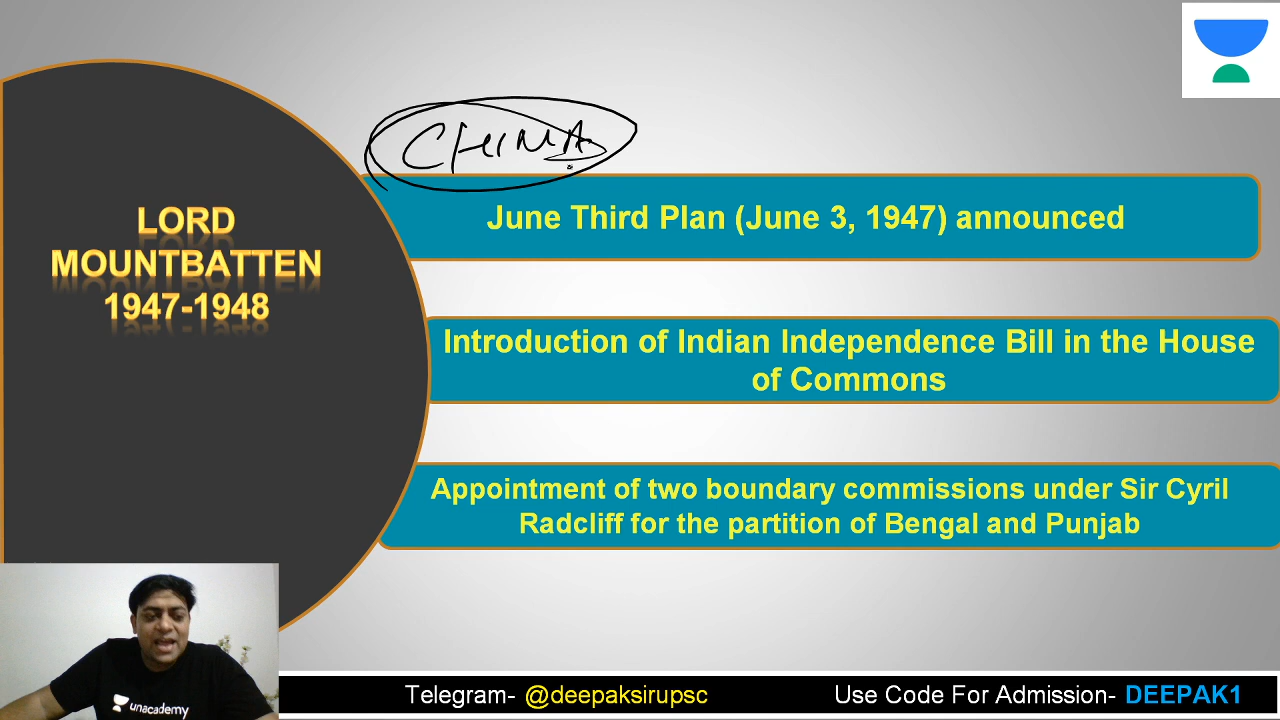 CHINA
LORD
MOUNTBATTEN
1947-1948
June Third Plan (June 3, 1947) announced
Introduction of Indian Independence Bill in the House
of Commons
Appointment of two boundary commissions under Sir Cyril
Radcliff for the partition of Bengal and Punjab
unacademy
Telegram- @deepaksirupsc
Use Code For Admission- DEEPAK1